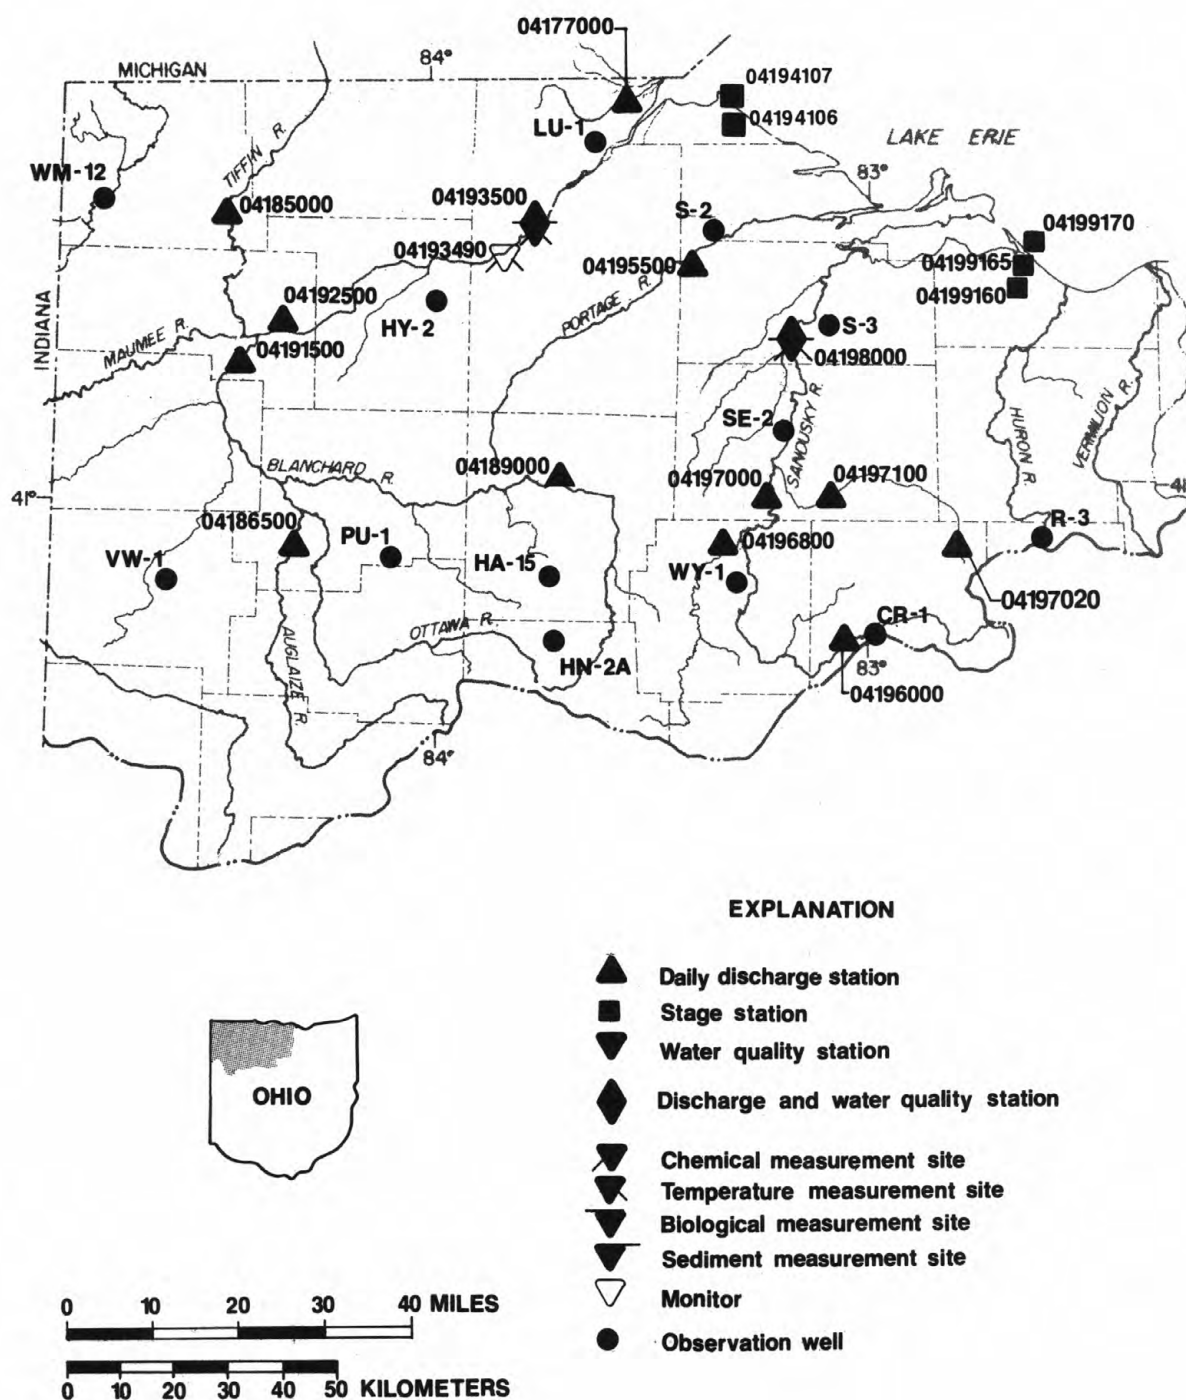 04177000
84°
MICHIGAN
04194107
04194106
LU-1
LAKE ERIE
TIFFIN R.
WM-12
83°
04185000
04193500
S-2
04199170
04193490
04195500
04199165
04199160
04192500
HY-2
PORTAGE R.
S-3
INDIANA
MAUMEE R.
04191500
04198000
SE-2
SANDUSKY R.
HURON R.
VERMILION R.
BLANCHARD R.
04189000
04197000
04197100
41°
41
04186500
PU-1
04196800
R-3
VW-1
HA-15
WY-1
04197020
OTTAWA R.
CR-1
AUGLAIZE R.
HN-2A
83°
04196000
84°
EXPLANATION
Daily discharge station
Stage station
Water quality station
Discharge and water quality station
Chemical measurement site
Temperature measurement site
Biological measurement site
Sediment measurement site
Monitor
Observation well
OHIO
0 10 20 30 40 MILES
0 10 20 30 40 50 KILOMETERS